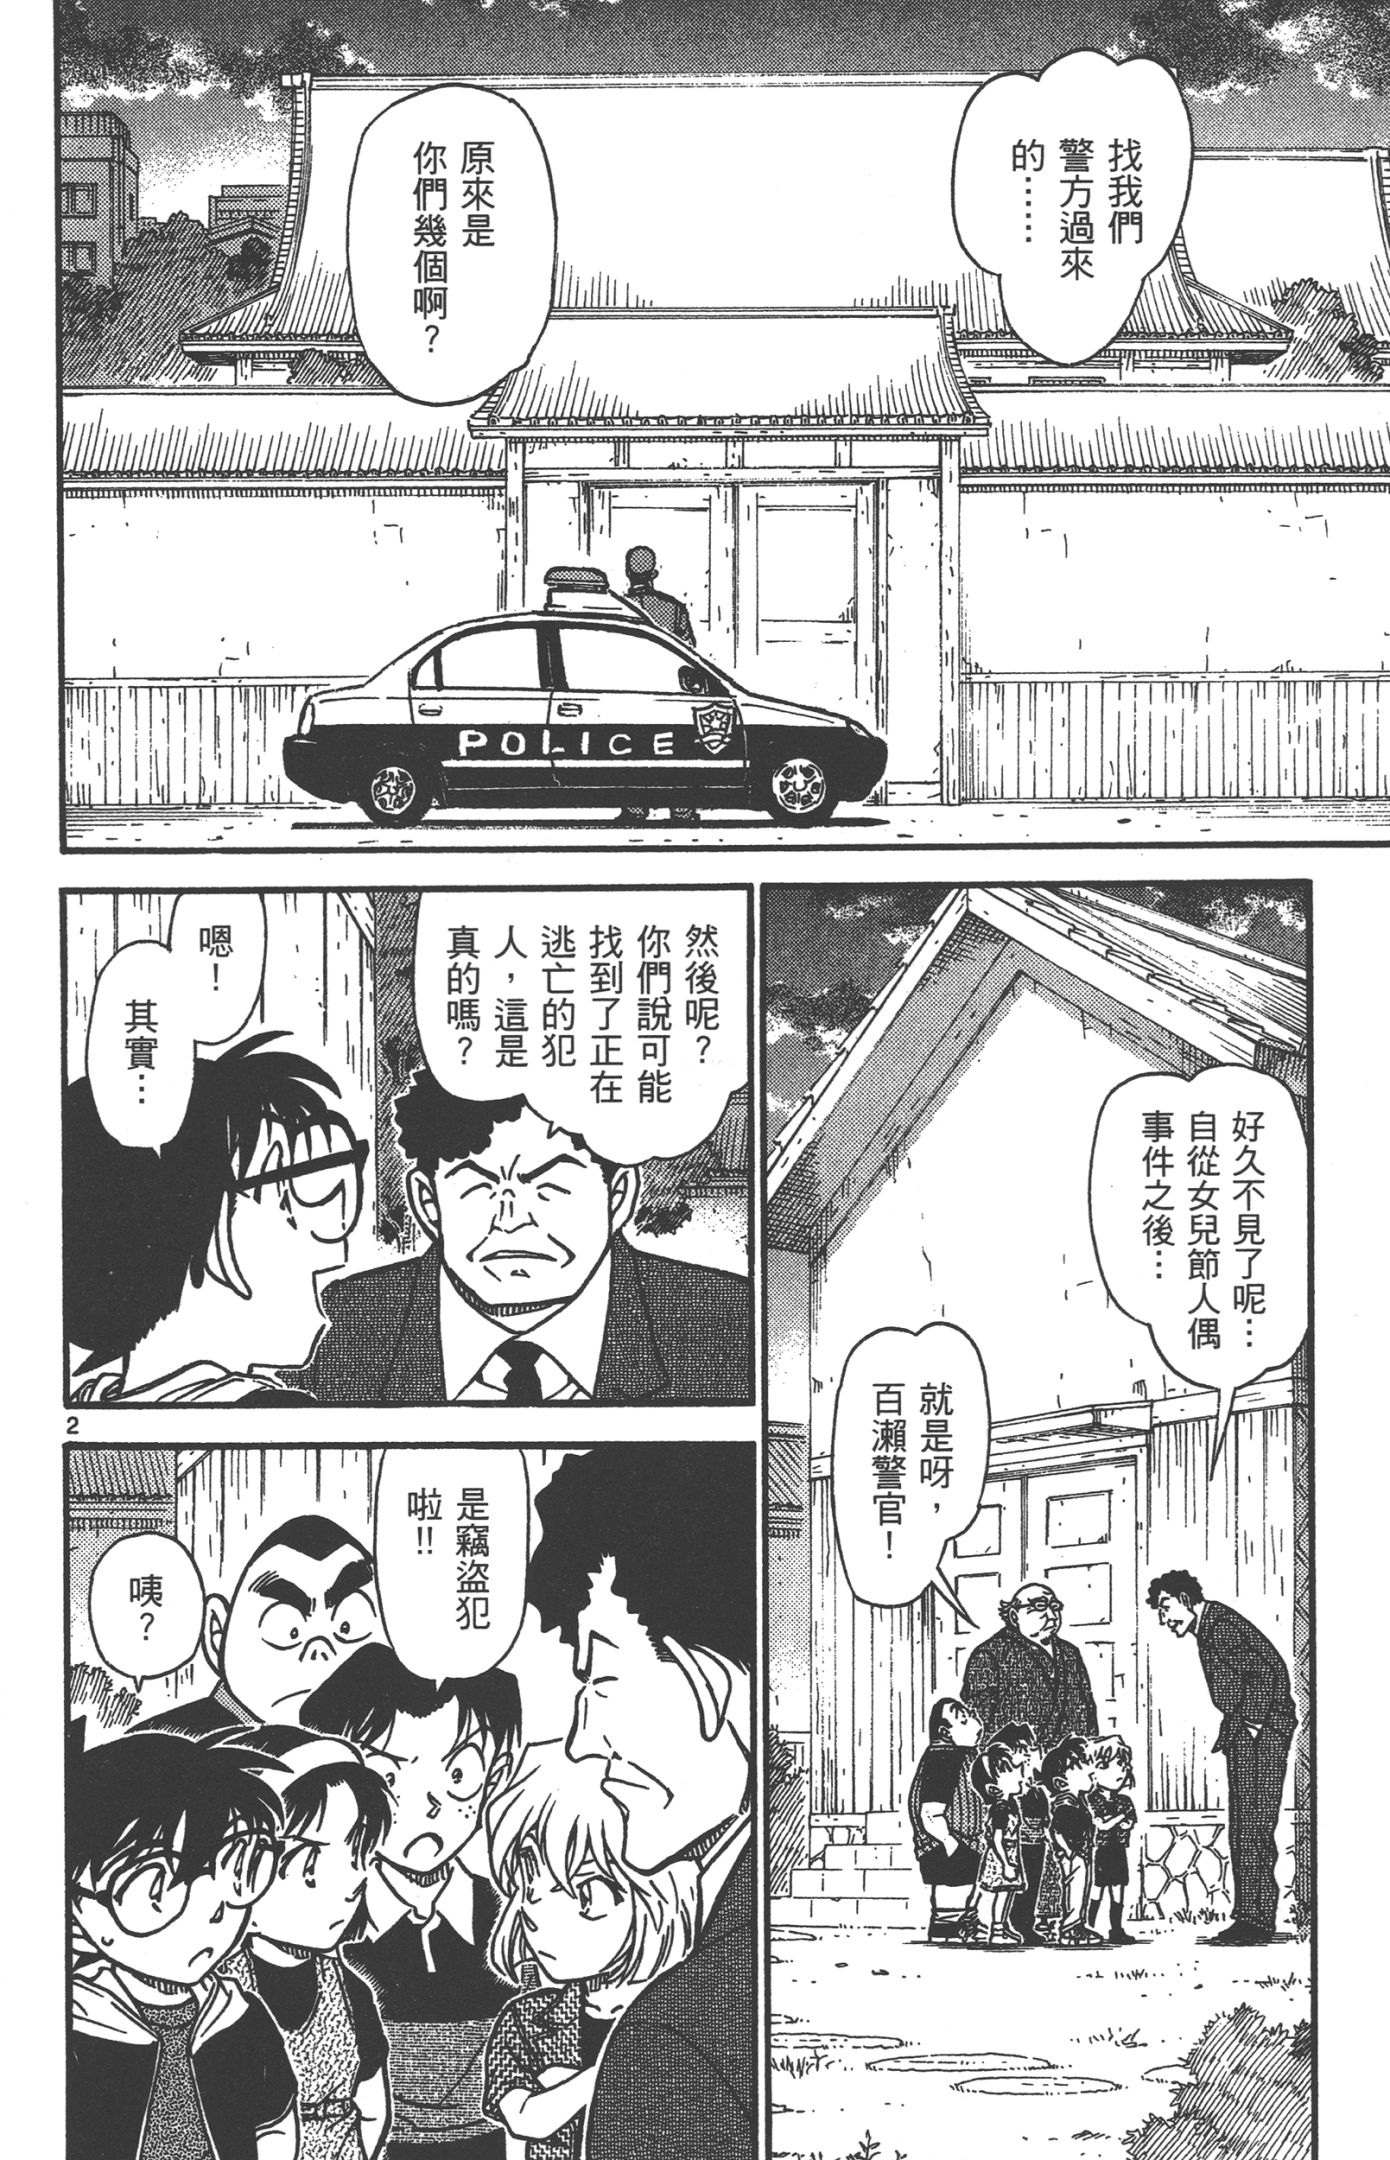 找我們
警方過來
的……
原來是
你們幾個啊？
POLICE
好久不見了呢…
自從女兒節人偶
事件之後…
就是呀，
百瀨警官！
然後呢？
你們說可能
找到了正在
逃亡的犯
人，這是
真的嗎？
嗯！
其實…
2
是竊盜犯
啦!!
咦？